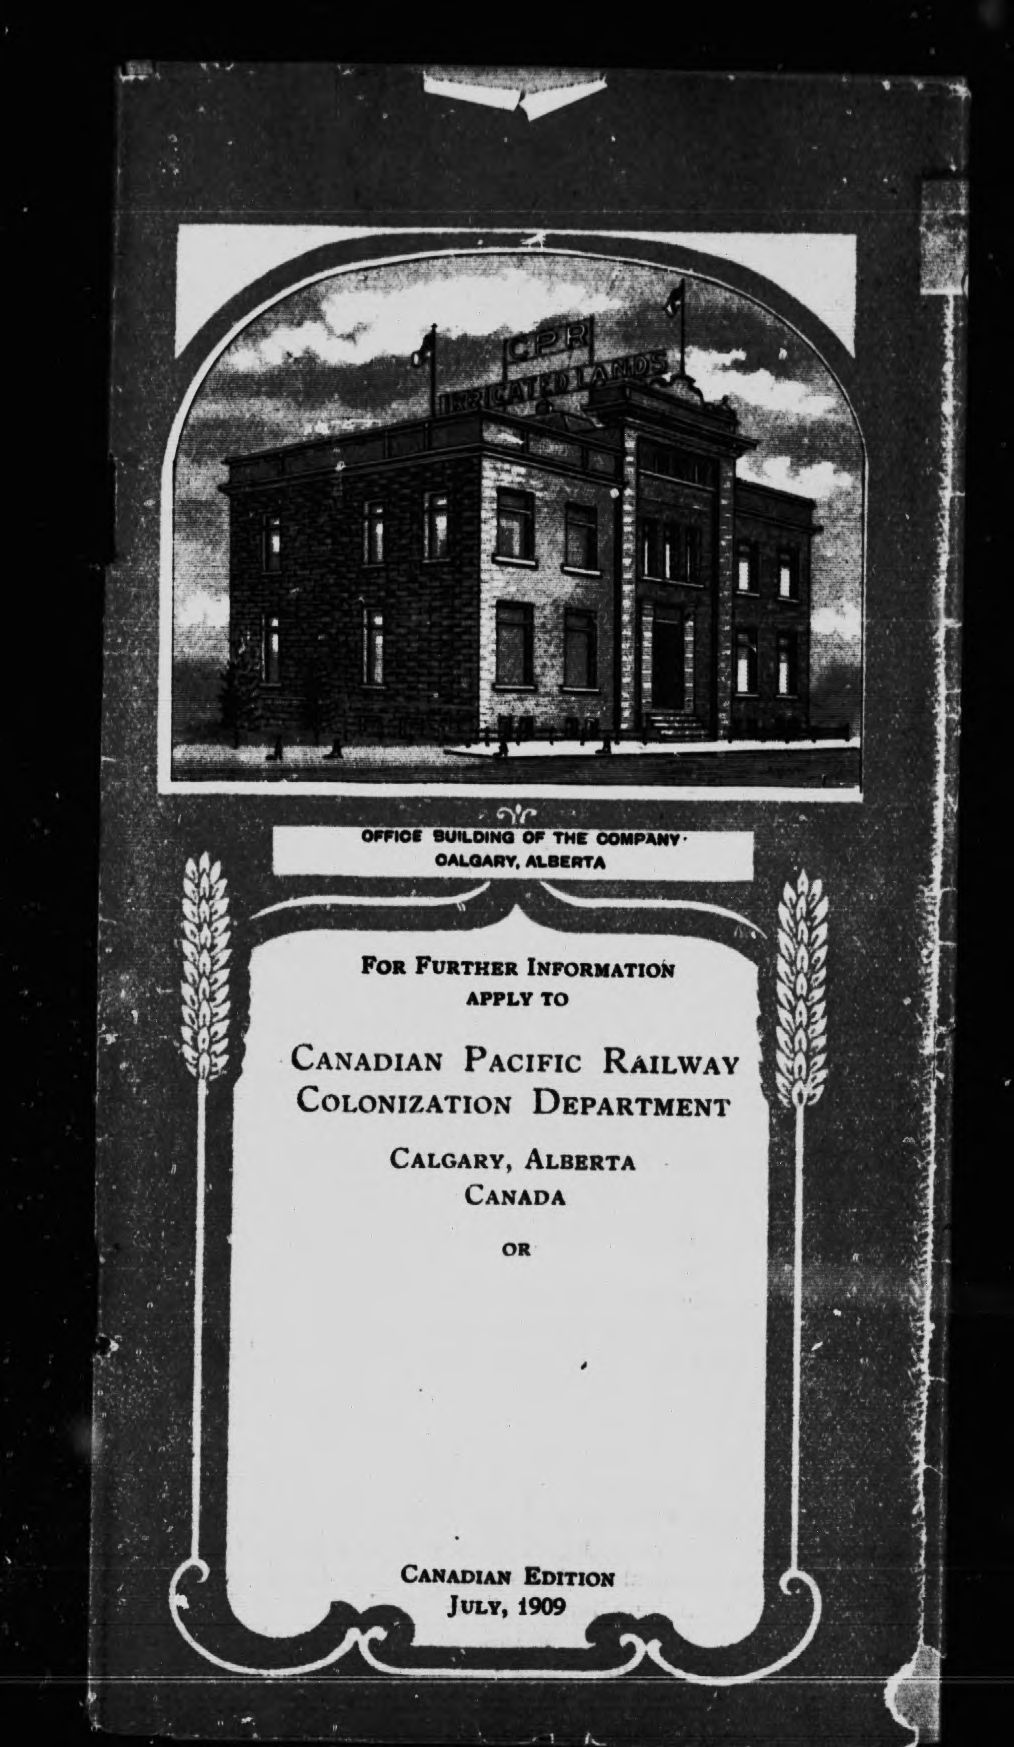 CPR
IRRIGATED LANDS
OFFICE BUILDING OF THE COMPANY
CALGARY, ALBERTA
FOR FURTHER INFORMATION
APPLY TO
CANADIAN PACIFIC RAILWAY
COLONIZATION DEPARTMENT
CALGARY, ALBERTA
CANADA
OR
CANADIAN EDITION
JULY, 1909